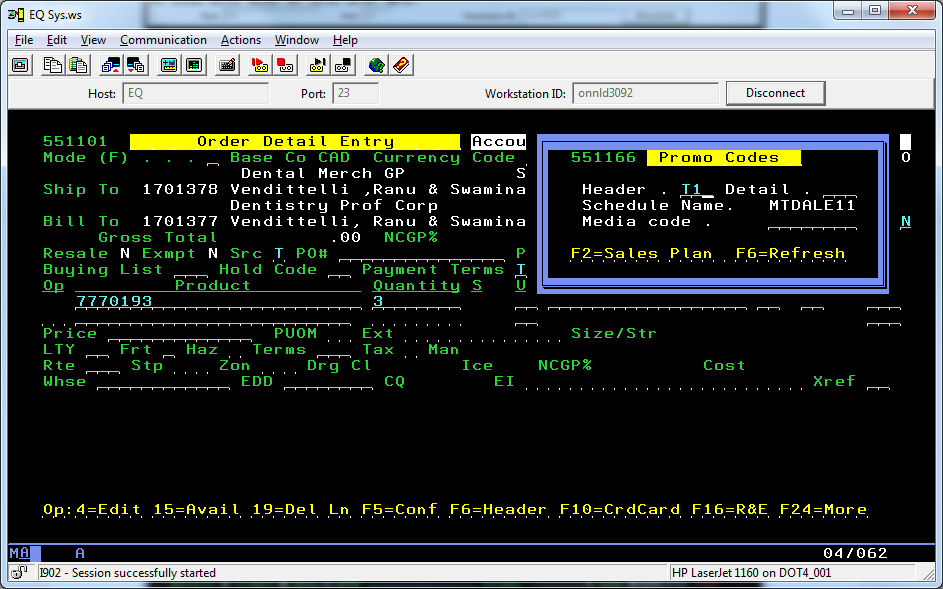 EQ Sys.ws
File Edit View Communication Actions Window Help
Host: EQ Port: 23 Workstation ID: onnld3092 Disconnect
551101 Order Detail Entry Accou
Mode (F) . . . _ Base Co CAD Currency Code . O
Dental Merch GP S
Ship To 1701378 Vendittelli ,Ranu & Swamina
Dentistry Prof Corp
Bill To 1701377 Vendittelli, Ranu & Swamina N
Gross Total .00 NCGP%
Resale N Exmpt N Src T PO# P
Buying List Hold Code Payment Terms T
Op Product Quantity S U
7770193 3
551166 Promo Codes
Header . T1_ Detail .
Schedule Name. MTDALE11
Media code .
F2=Sales Plan F6=Refresh
Price PUOM Ext Size/Str
LTY Frt Haz Terms Tax Man
Rte Stp Zon Drg Cl Ice NCGP% Cost
Whse EDD CQ EI Xref
Op:4=Edit 15=Avail 19=Del Ln F5=Conf F6=Header F10=CrdCard F16=R&E F24=More
MA A 04/062
I902 - Session successfully started HP LaserJet 1160 on DOT4_001